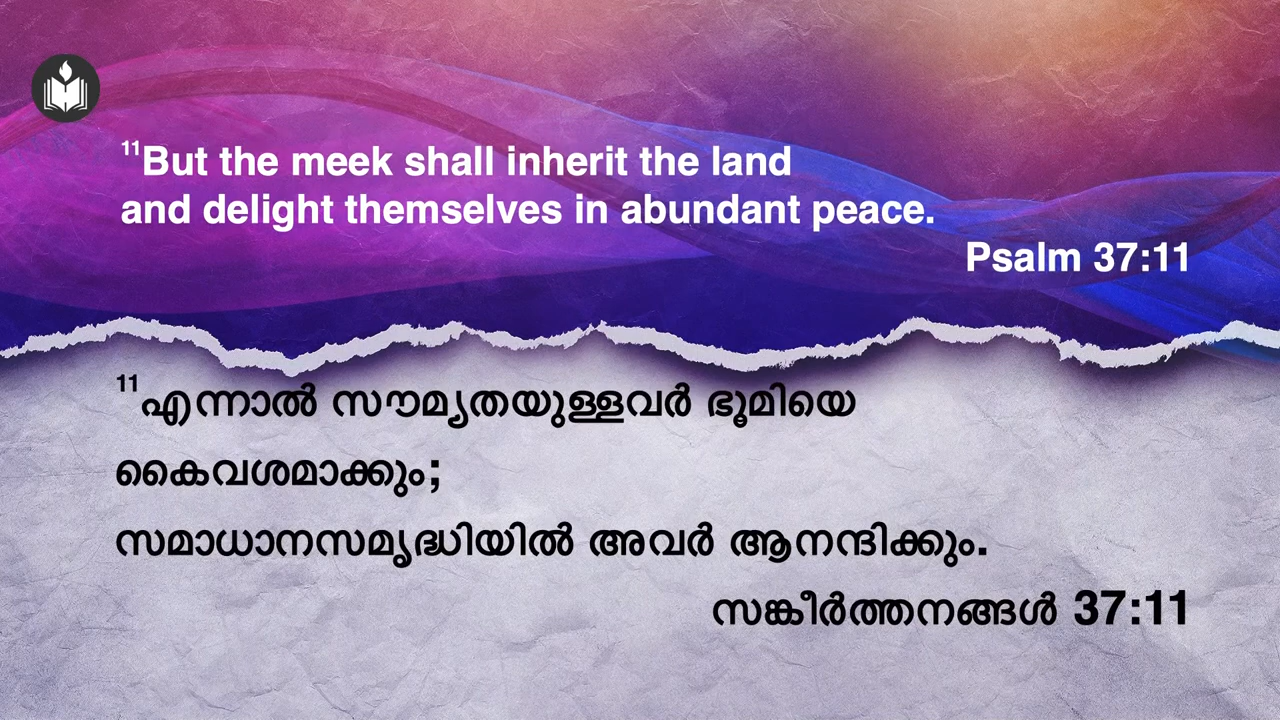 11But the meek shall inherit the land
and delight themselves in abundant peace.
Psalm 37:11
11എന്നാൽ സൗമ്യതയുള്ളവർ ഭൂമിയെ
കൈവശമാക്കും;
സമാധാനസമൃദ്ധിയിൽ അവർ ആനന്ദിക്കും.
സങ്കീർത്തനങ്ങൾ 37:11